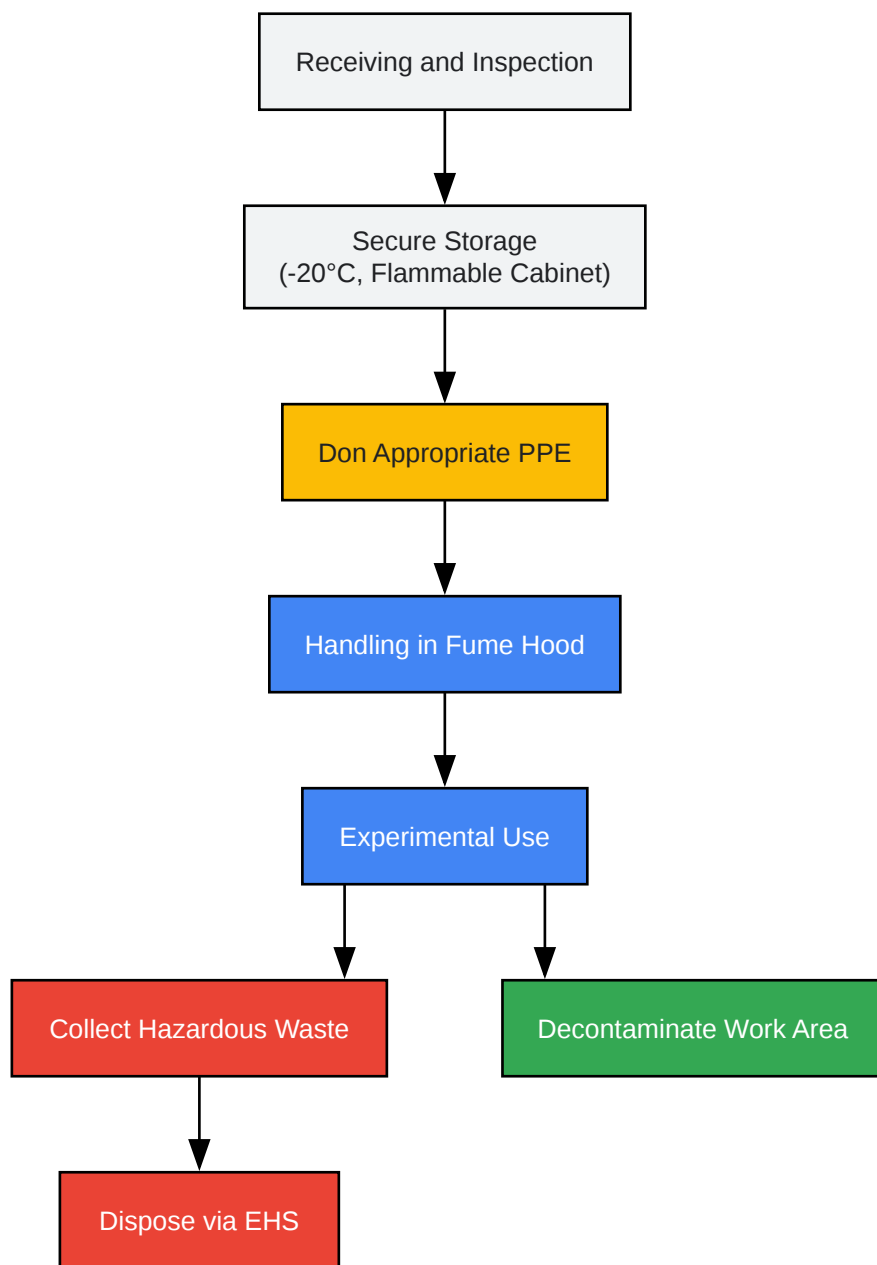 Receiving and Inspection
Secure Storage
(-20°C, Flammable Cabinet)
Don Appropriate PPE
Handling in Fume Hood
Experimental Use
Collect Hazardous Waste
Decontaminate Work Area
Dispose via EHS